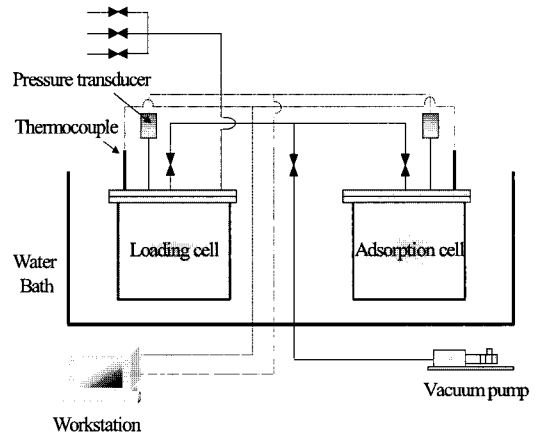 Pressure transducer
Thermocouple
Loading cell
Adsorption cell
Water
Bath
Vacuum pump
Workstation